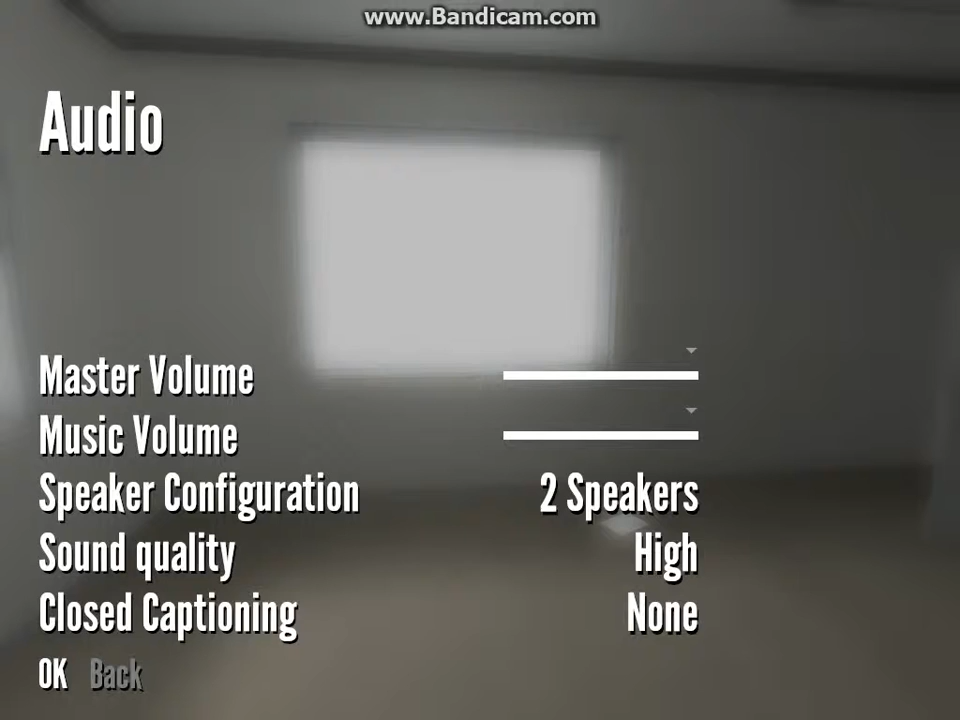 www.Bandicam.com
Audio
Master Volume
Music Volume
Speaker Configuration 2 Speakers
Sound quality High
Closed Captioning None
OK Back